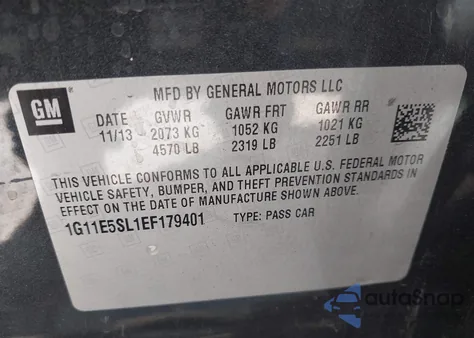 GM
MFD BY GENERAL MOTORS LLC
DATE GVWR GAWR FRT GAWR RR
11/13 2073 KG 1052 KG 1021 KG
4570 LB 2319 LB 2251 LB
THIS VEHICLE CONFORMS TO ALL APPLICABLE U.S. FEDERAL MOTOR
VEHICLE SAFETY, BUMPER, AND THEFT PREVENTION STANDARDS IN
EFFECT ON THE DATE OF MANUFACTURE SHOWN ABOVE.
1G11E5SL1EF179401 TYPE: PASS CAR
autoSnap